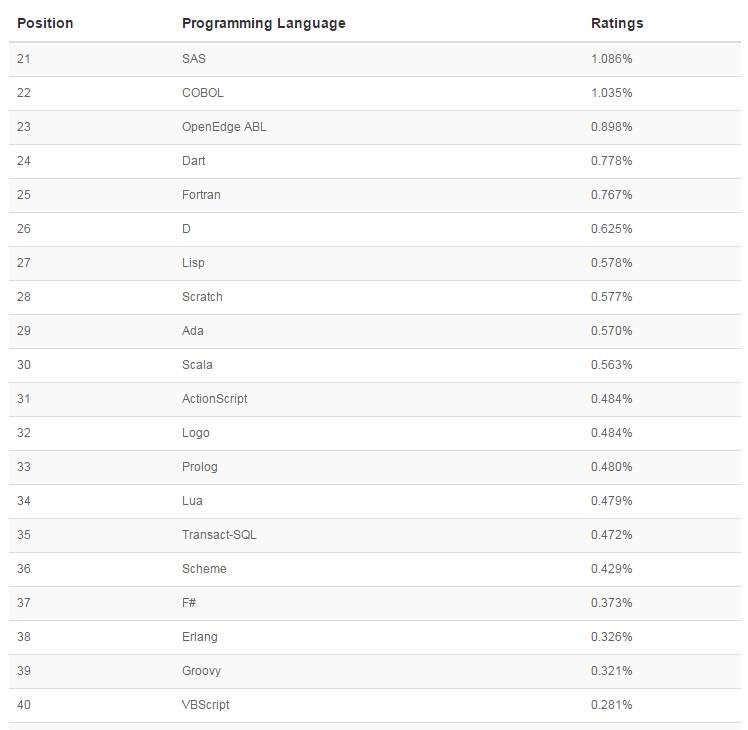 Position Programming Language Ratings
21 SAS 1.086%
22 COBOL 1.035%
23 OpenEdge ABL 0.898%
24 Dart 0.778%
25 Fortran 0.767%
26 D 0.625%
27 Lisp 0.578%
28 Scratch 0.577%
29 Ada 0.570%
30 Scala 0.563%
31 ActionScript 0.484%
32 Logo 0.484%
33 Prolog 0.480%
34 Lua 0.479%
35 Transact-SQL 0.472%
36 Scheme 0.429%
37 F# 0.373%
38 Erlang 0.326%
39 Groovy 0.321%
40 VBScript 0.281%